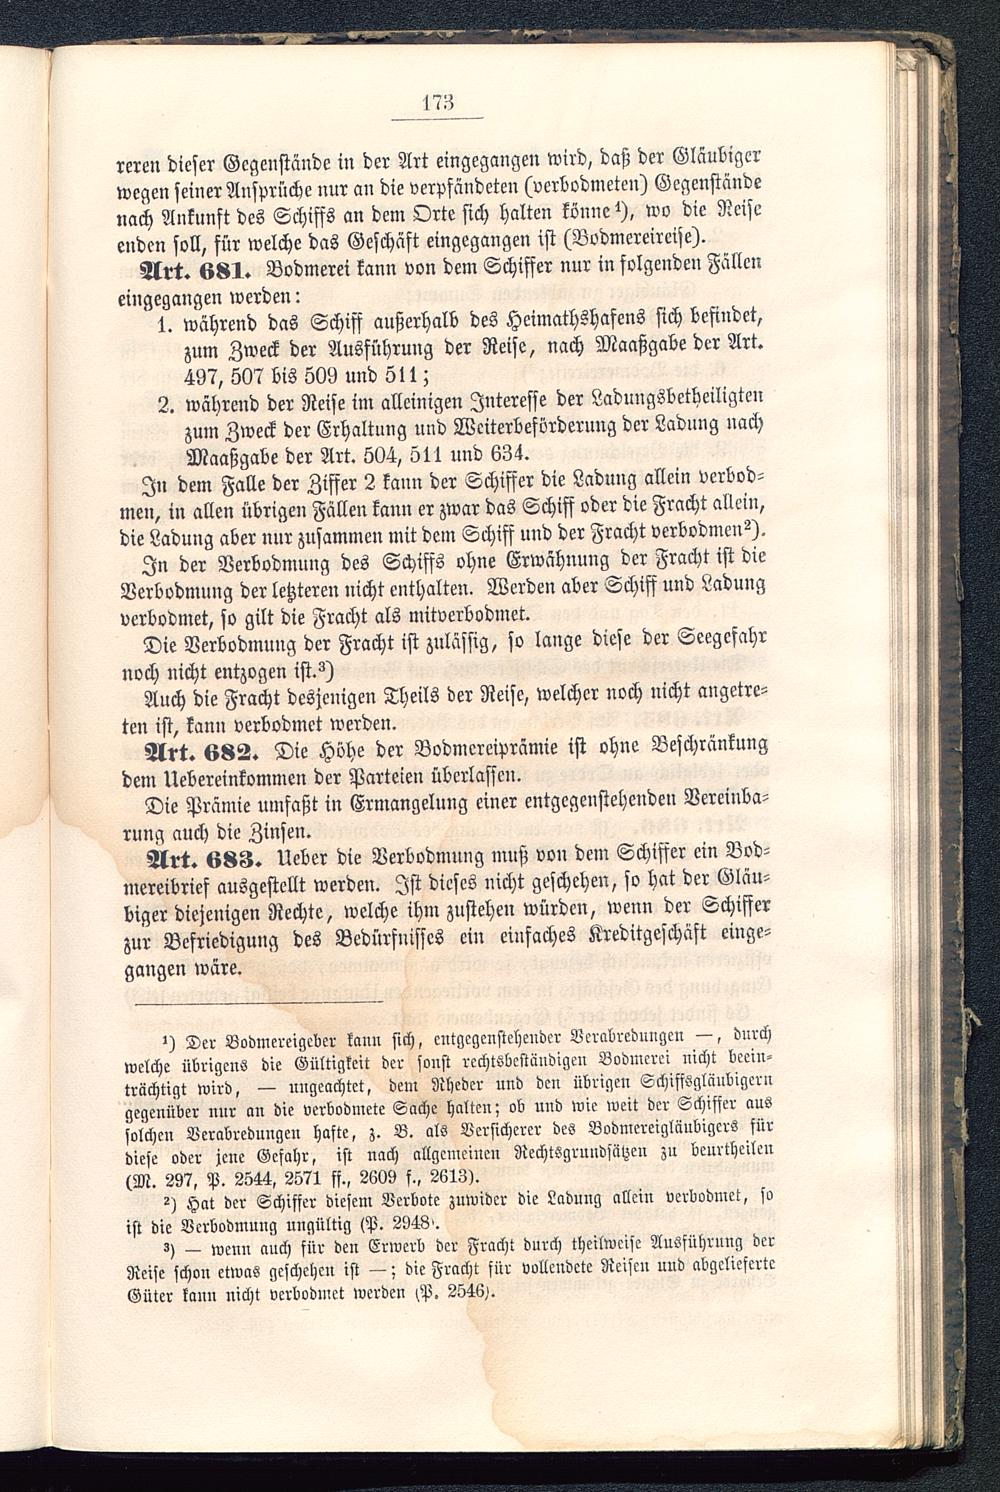 173
reren dieser Gegenstände in der Art eingegangen wird, daß der Gläubiger
wegen seiner Ansprüche nur an die verpfändeten (verbodmeten) Gegenstände
nach Ankunft des Schiffs an dem Orte sich halten könne¹), wo die Reise
enden soll, für welche das Geschäft eingegangen ist (Bodmereireise).
Art. 681. Bodmerei kann von dem Schiffer nur in folgenden Fällen
eingegangen werden:
1. während das Schiff außerhalb des Heimathshafens sich befindet,
zum Zweck der Ausführung der Reise, nach Maaßgabe der Art.
497, 507 bis 509 und 511;
2. während der Reise im alleinigen Interesse der Ladungsbetheiligten
zum Zweck der Erhaltung und Weiterbeförderung der Ladung nach
Maaßgabe der Art. 504, 511 und 634.
In dem Falle der Ziffer 2 kann der Schiffer die Ladung allein verbod=
men, in allen übrigen Fällen kann er zwar das Schiff oder die Fracht allein,
die Ladung aber nur zusammen mit dem Schiff und der Fracht verbodmen²).
In der Verbodmung des Schiffs ohne Erwähnung der Fracht ist die
Verbodmung der letzteren nicht enthalten. Werden aber Schiff und Ladung
verbodmet, so gilt die Fracht als mitverbodmet.
Die Verbodmung der Fracht ist zulässig, so lange diese der Seegefahr
noch nicht entzogen ist.³)
Auch die Fracht desjenigen Theils der Reise, welcher noch nicht angetre=
ten ist, kann verbodmet werden.
Art. 682. Die Höhe der Bodmereiprämie ist ohne Beschränkung
dem Uebereinkommen der Parteien überlassen.
Die Prämie umfaßt in Ermangelung einer entgegenstehenden Vereinba=
rung auch die Zinsen.
Art. 683. Ueber die Verbodmung muß von dem Schiffer ein Bod=
mereibrief ausgestellt werden. Ist dieses nicht geschehen, so hat der Gläu=
biger diejenigen Rechte, welche ihm zustehen würden, wenn der Schiffer
zur Befriedigung des Bedürfnisses ein einfaches Kreditgeschäft einge=
gangen wäre.
¹) Der Bodmereigeber kann sich, entgegenstehender Verabredungen —, durch
welche übrigens die Gültigkeit der sonst rechtsbeständigen Bodmerei nicht beein=
trächtigt wird, — ungeachtet, dem Rheder und den übrigen Schiffsgläubigern
gegenüber nur an die verbodmete Sache halten; ob und wie weit der Schiffer aus
solchen Verabredungen hafte, z. B. als Versicherer des Bodmereigläubigers für
diese oder jene Gefahr, ist nach allgemeinen Rechtsgrundsätzen zu beurtheilen
(M. 297, P. 2544, 2571 ff., 2609 f., 2613).
²) Hat der Schiffer diesem Verbote zuwider die Ladung allein verbodmet, so
ist die Verbodmung ungültig (P. 2948).
³) — wenn auch für den Erwerb der Fracht durch theilweise Ausführung der
Reise schon etwas geschehen ist —; die Fracht für vollendete Reisen und abgelieferte
Güter kann nicht verbodmet werden (P. 2546).